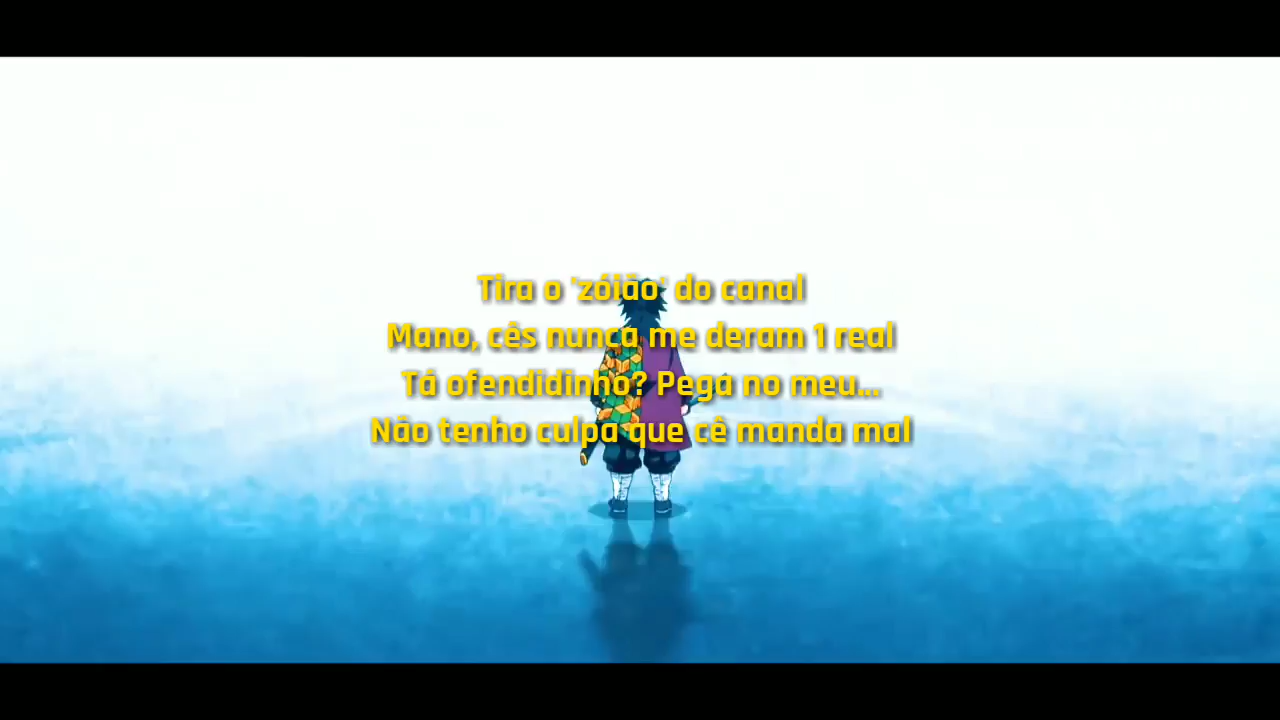 Tira o 'zóião' do canal
Mano, cês nunca me deram 1 real
Tá ofendidinho? Pega no meu...
Não tenho culpa que cê manda mal